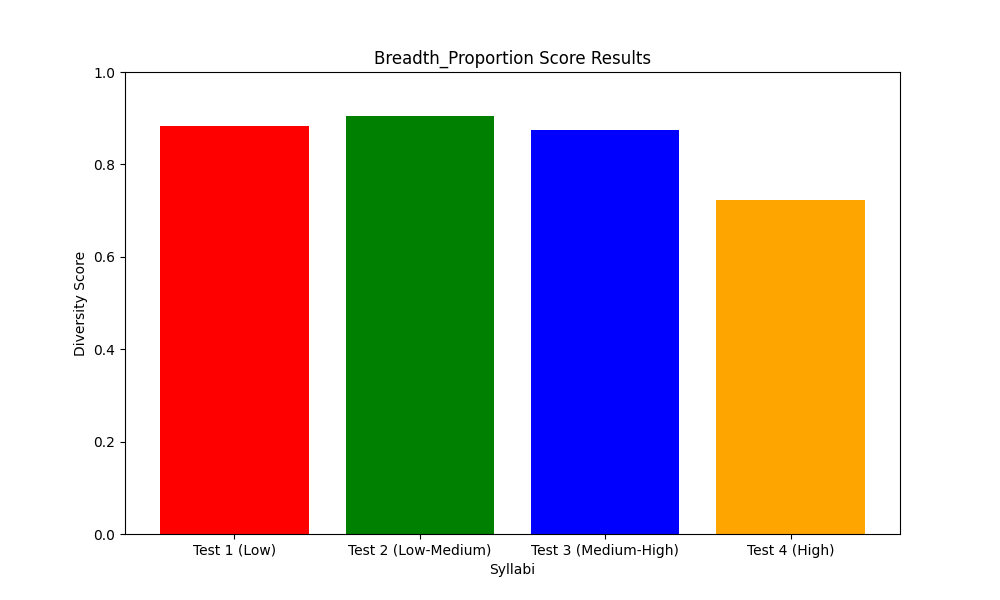 Breadth_Proportion Score Results
1.0
0.8
0.6
0.4
0.2
0.0
Diversity Score
Test 1 (Low)
Test 2 (Low-Medium)
Test 3 (Medium-High)
Test 4 (High)
Syllabi